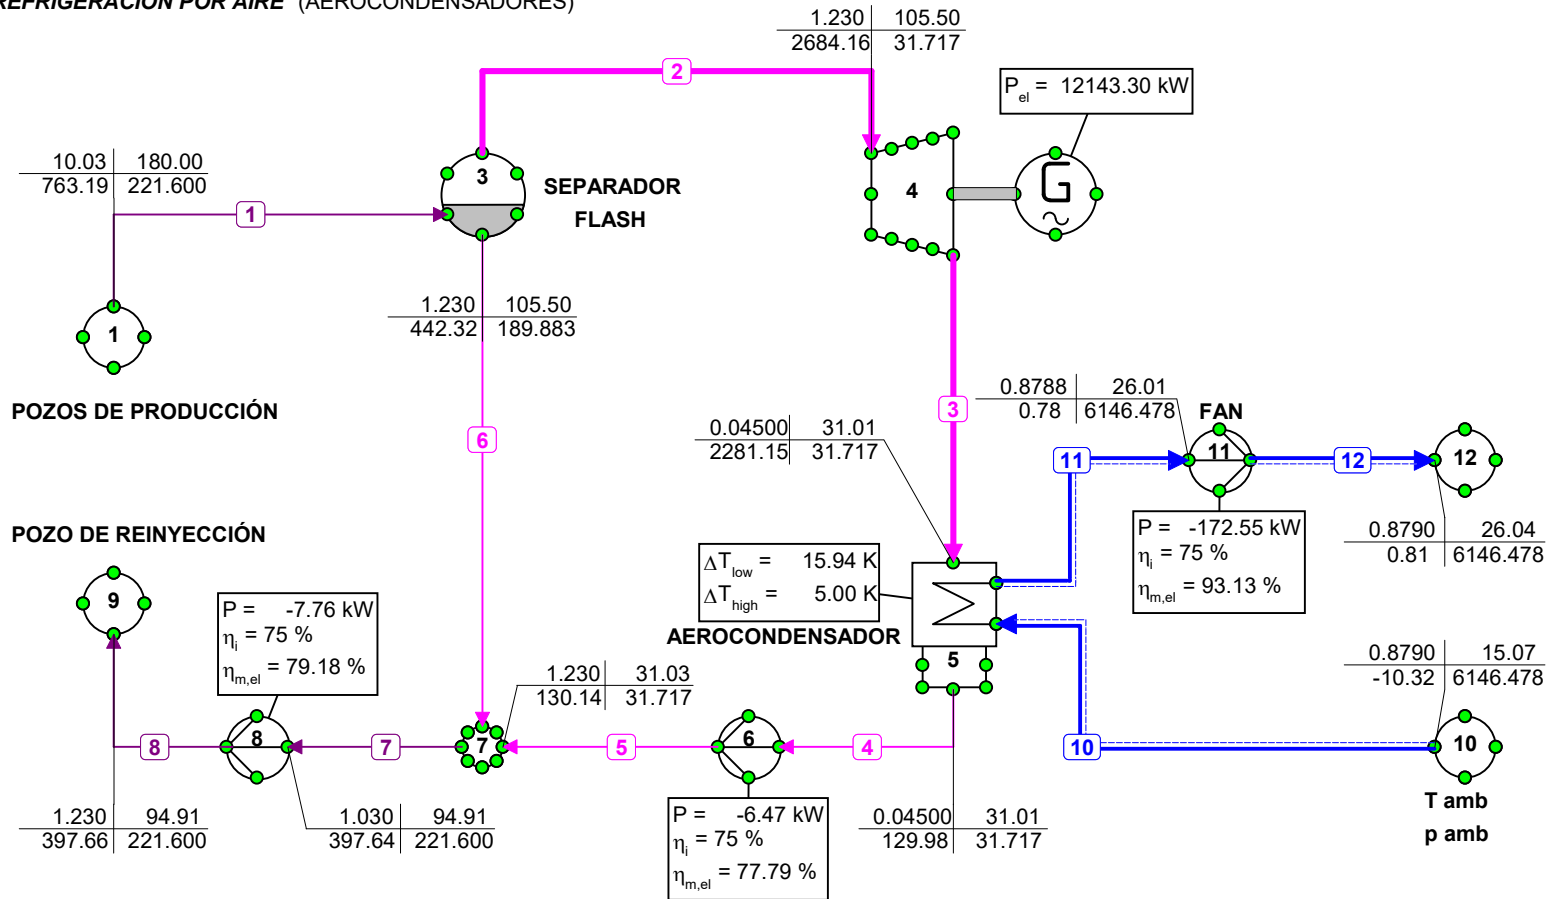 REFRIGERACIÓN POR AIRE (AEROCONDENSADORES)
1.230 105.50
2684.16 31.717
2
P el = 12143.30 kW
10.03 180.00
763.19 221.600
3
SEPARADOR
FLASH
4
G
1
1.230 105.50
442.32 189.883
1
POZOS DE PRODUCCIÓN
3
0.8788 26.01
0.78 6146.478
FAN
6
0.04500 31.01
2281.15 31.717
11
11
12
12
POZO DE REINYECCIÓN
P = -172.55 kW
ηi = 75 %
ηm,el = 93.13 %
0.8790 26.04
0.81 6146.478
ΔT low = 15.94 K
ΔT high = 5.00 K
9
P = -7.76 kW
ηi = 75 %
ηm,el = 79.18 %
AEROCONDENSADOR
5
1.230 31.03
130.14 31.717
0.8790 15.07
-10.32 6146.478
8
8
7
7
5
6
4
10
10
T amb
p amb
1.230 94.91
397.66 221.600
1.030 94.91
397.64 221.600
P = -6.47 kW
ηi = 75 %
ηm,el = 77.79 %
0.04500 31.01
129.98 31.717